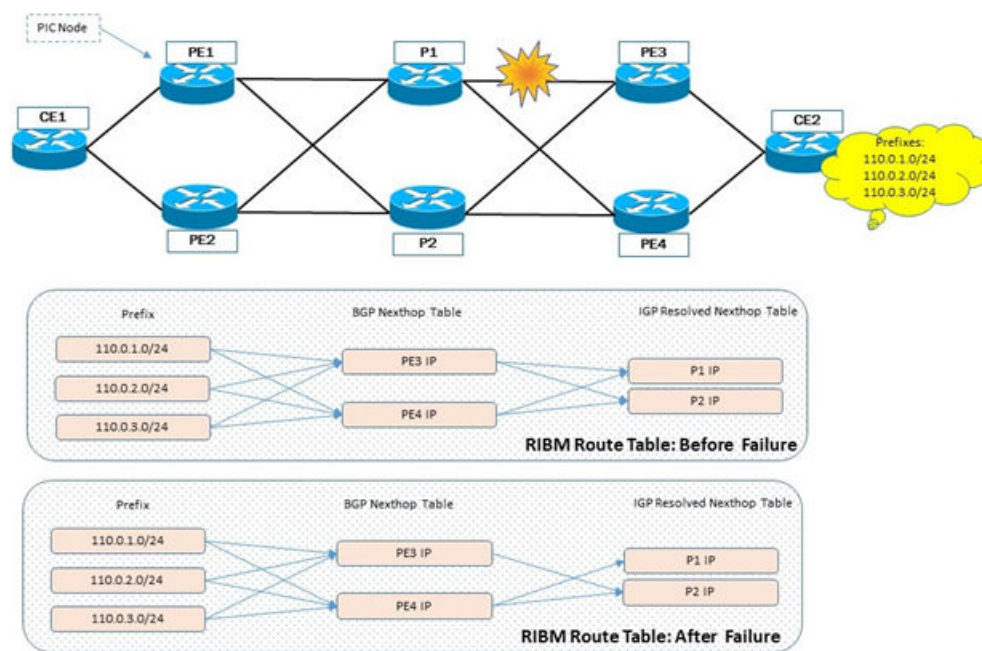 PIC Node
PE1
P1
PE3
CE1
CE2
Prefixes:
110.0.1.0/24
110.0.2.0/24
110.0.3.0/24
PE2
P2
PE4
Prefix
BGP Nexthop Table
IGP Resolved Nexthop Table
110.0.1.0/24
110.0.2.0/24
110.0.3.0/24
PE3 IP
PE4 IP
P1 IP
P2 IP
RIBM Route Table: Before Failure
Prefix
BGP Nexthop Table
IGP Resolved Nexthop Table
110.0.1.0/24
110.0.2.0/24
110.0.3.0/24
PE3 IP
PE4 IP
P1 IP
P2 IP
RIBM Route Table: After Failure